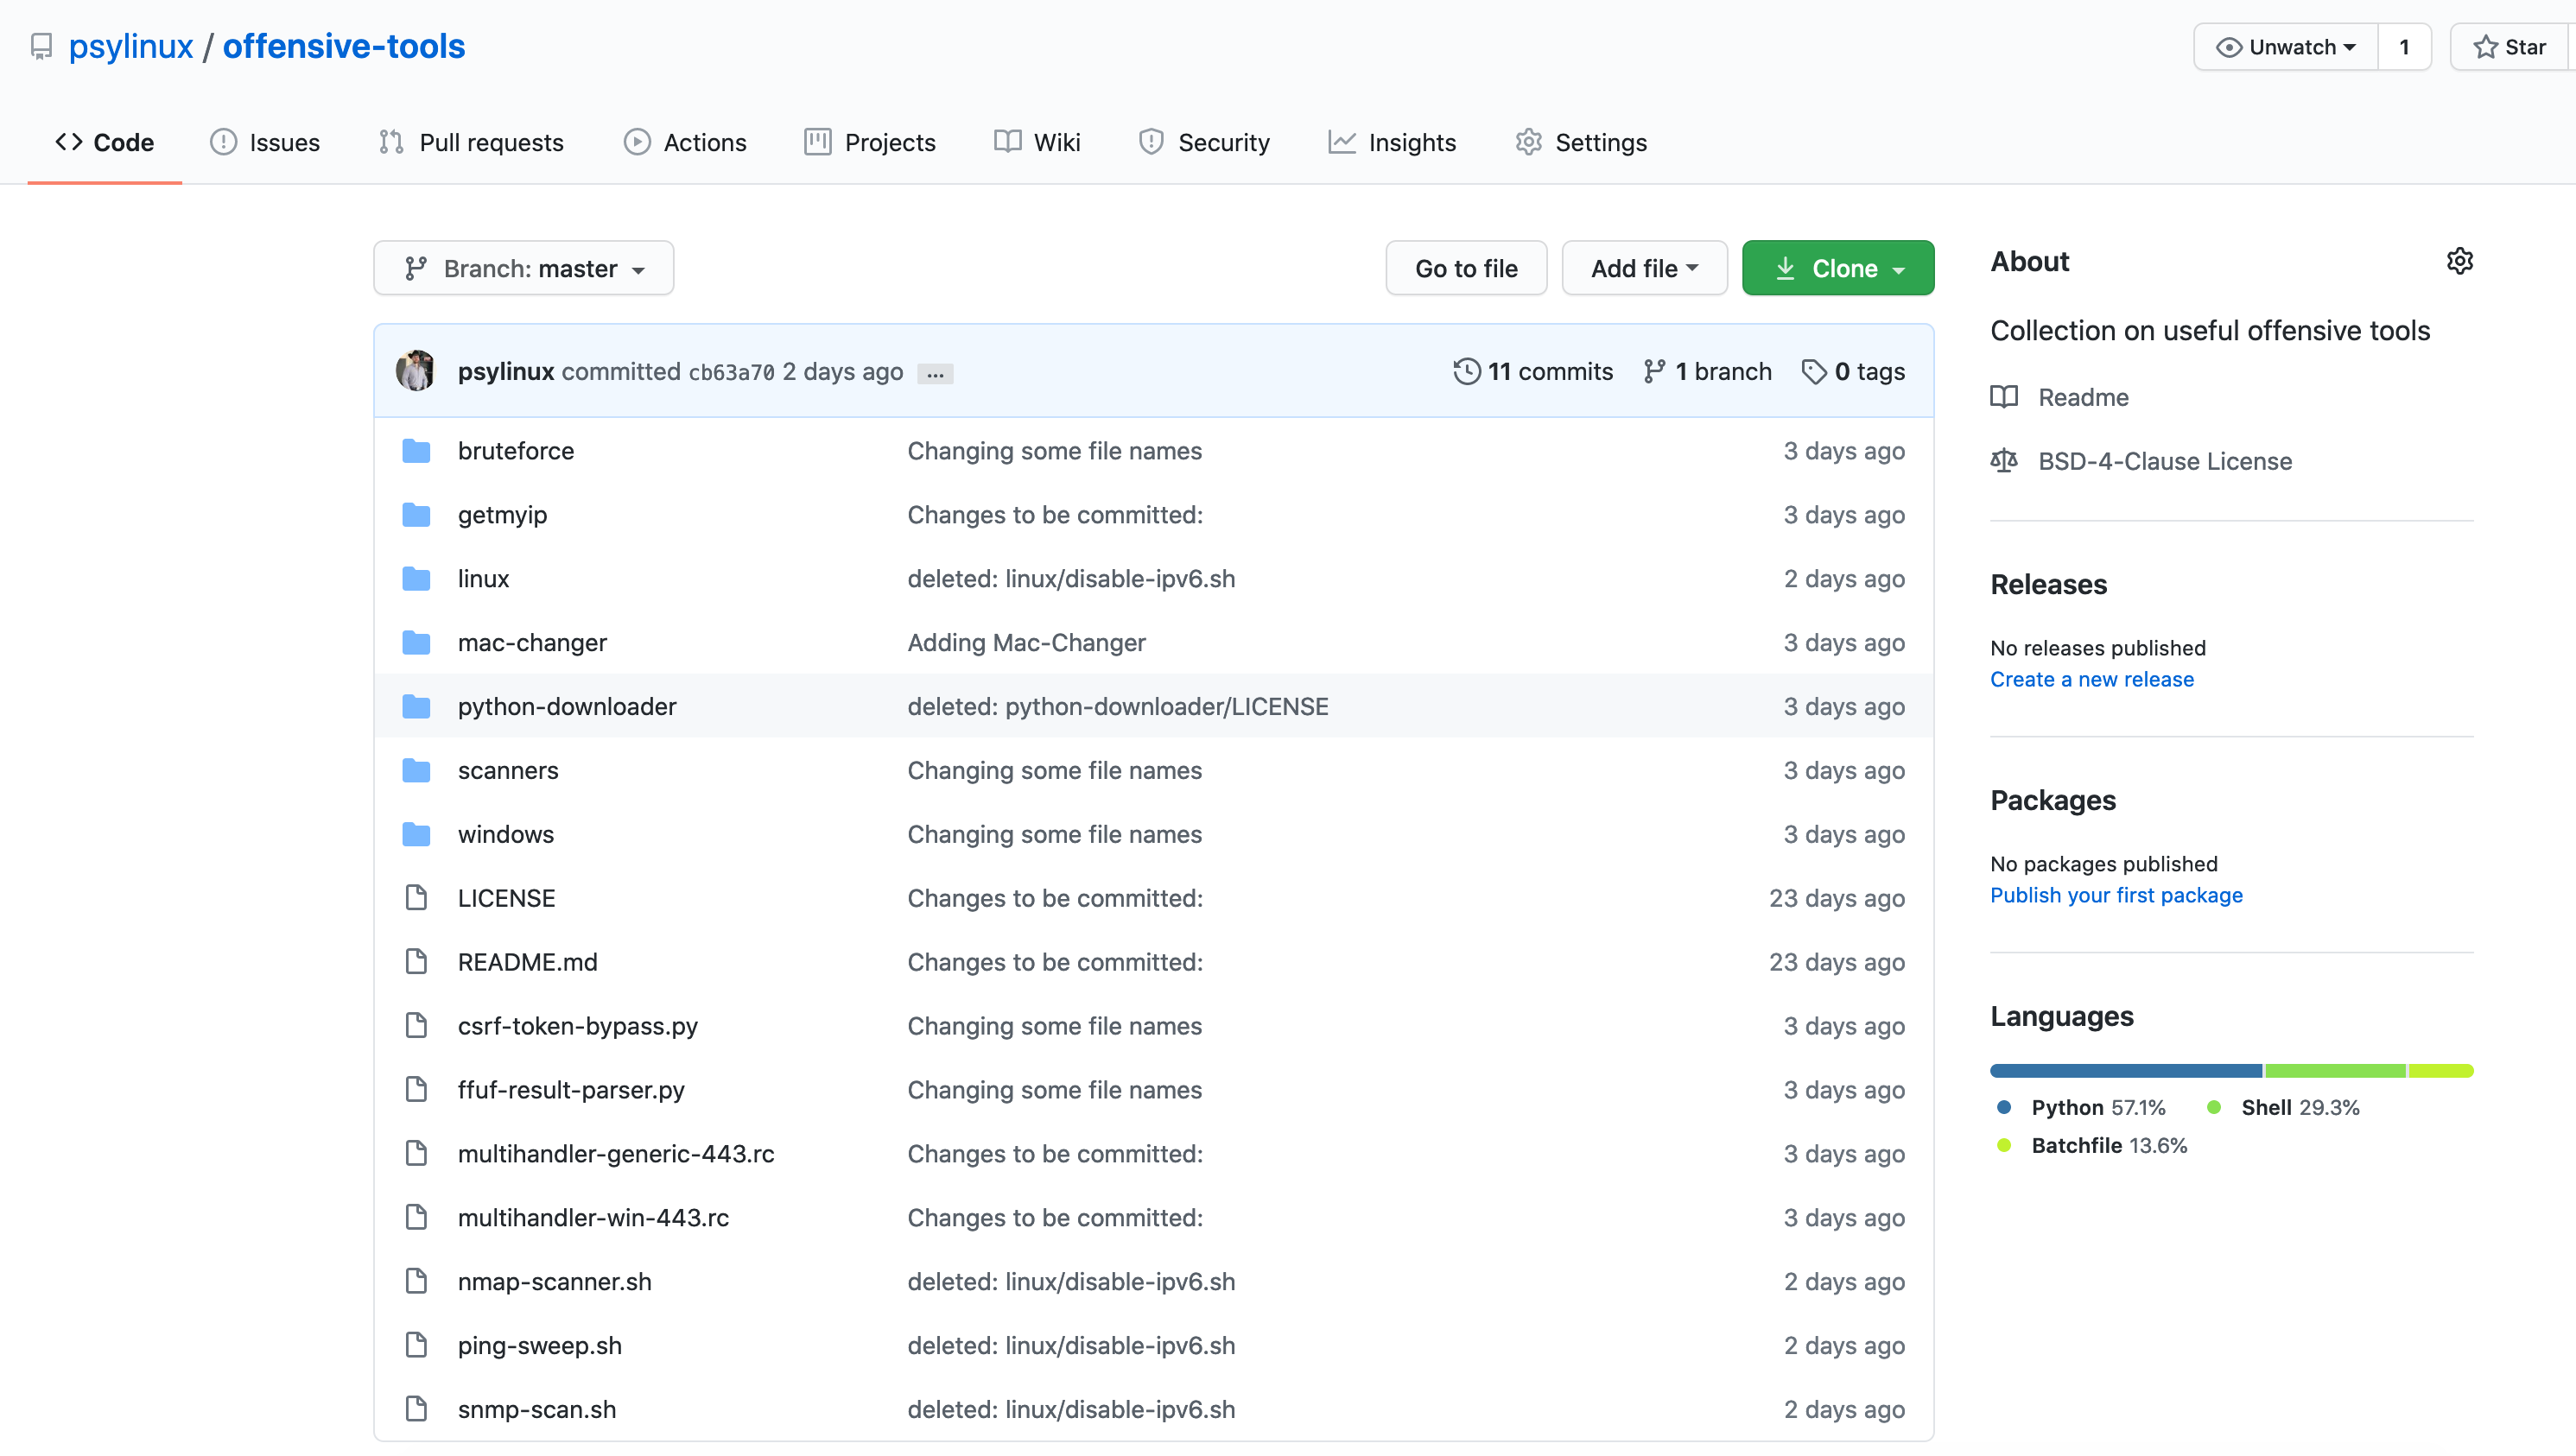 psylinux / offensive-tools
Unwatch 1 Star
Code Issues Pull requests Actions Projects Wiki Security Insights Settings
Branch: master Go to file Add file Clone
psylinux committed cb63a70 2 days ago ... 11 commits 1 branch 0 tags
bruteforce Changing some file names 3 days ago
getmyip Changes to be committed: 3 days ago
linux deleted: linux/disable-ipv6.sh 2 days ago
mac-changer Adding Mac-Changer 3 days ago
python-downloader deleted: python-downloader/LICENSE 3 days ago
scanners Changing some file names 3 days ago
windows Changing some file names 3 days ago
LICENSE Changes to be committed: 23 days ago
README.md Changes to be committed: 23 days ago
csrf-token-bypass.py Changing some file names 3 days ago
ffuf-result-parser.py Changing some file names 3 days ago
multihandler-generic-443.rc Changes to be committed: 3 days ago
multihandler-win-443.rc Changes to be committed: 3 days ago
nmap-scanner.sh deleted: linux/disable-ipv6.sh 2 days ago
ping-sweep.sh deleted: linux/disable-ipv6.sh 2 days ago
snmp-scan.sh deleted: linux/disable-ipv6.sh 2 days ago
About
Collection on useful offensive tools
Readme
BSD-4-Clause License
Releases
No releases published
Create a new release
Packages
No packages published
Publish your first package
Languages
Python 57.1% Shell 29.3%
Batchfile 13.6%